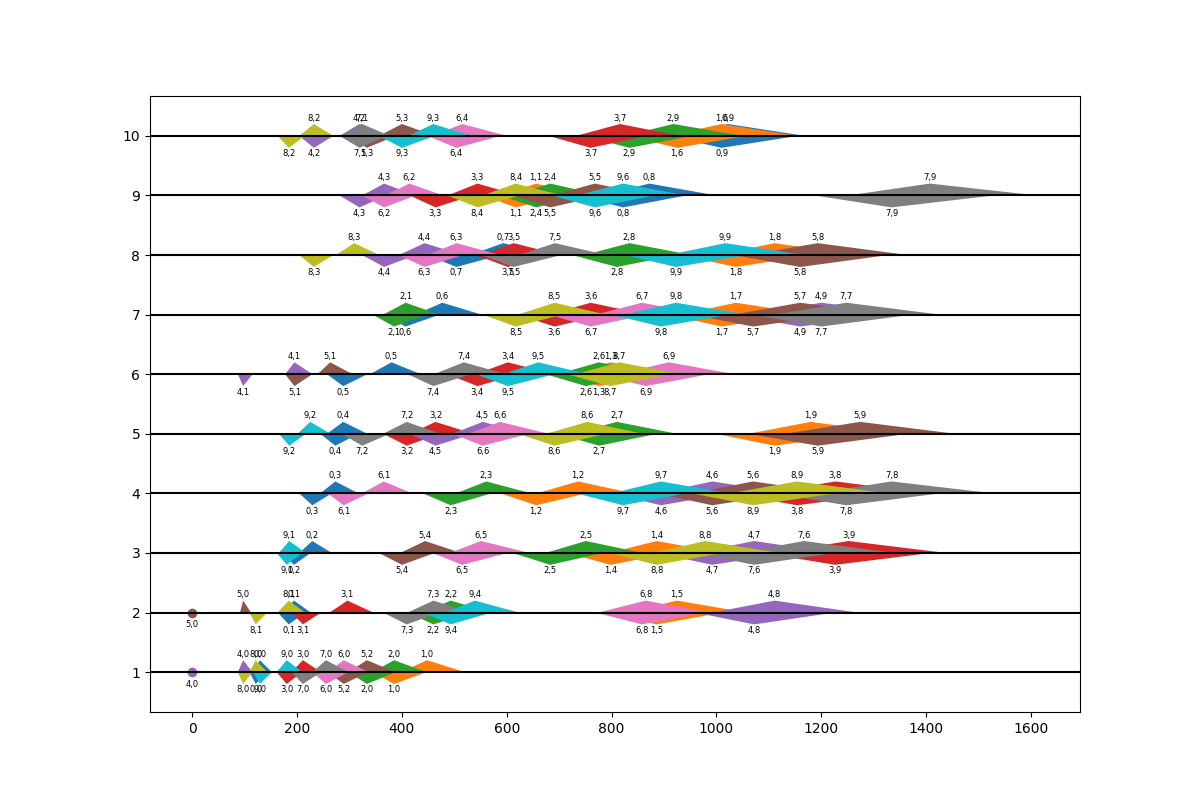 8,2 4,2 5,3 9,3 6,4 3,7 2,9
10
8,2 4,2 9,3 6,4 3,7 2,9 1,6 0,9
4,3 6,2 3,3 8,4 1,1 2,4 5,5 9,6 0,8 7,9
9
4,3 6,2 3,3 8,4 1,1 2,4 5,5 9,6 0,8 7,9
8,3 4,4 6,3 0,7 3,5 7,5 2,8 9,9 1,8 5,8
8
8,3 4,4 6,3 0,7 2,8 9,9 1,8 5,8
2,1 0,6 8,5 3,6 6,7 9,8 1,7 5,7 4,9 7,7
7
2,1 0,6 8,5 3,6 6,7 9,8 1,7 5,7 4,9 7,7
4,1 5,1 0,5 7,4 3,4 9,5 2,6 1,3 8,7 6,9
6
4,1 5,1 0,5 7,4 3,4 9,5 2,6 1,3 8,7 6,9
9,2 0,4 7,2 3,2 4,5 6,6 8,6 2,7 1,9 5,9
5
9,2 0,4 7,2 3,2 4,5 6,6 8,6 2,7 1,9 5,9
0,3 6,1 2,3 1,2 9,7 4,6 5,6 8,9 3,8 7,8
4
0,3 6,1 2,3 1,2 9,7 4,6 5,6 8,9 3,8 7,8
9,1 0,2 5,4 6,5 2,5 1,4 8,8 4,7 7,6 3,9
3
9,1 0,2 5,4 6,5 2,5 1,4 8,8 4,7 7,6 3,9
5,0 8,1 0,1 3,1 7,3 2,2 9,4 6,8 1,5 4,8
2
5,0 8,1 0,1 3,1 7,3 2,2 9,4 6,8 1,5 4,8
4,0 8,0 0,0 9,0 3,0 7,0 6,0 5,2 2,0 1,0
1
4,0 8,0 0,0 9,0 3,0 7,0 6,0 5,2 2,0 1,0
0 200 400 600 800 1000 1200 1400 1600